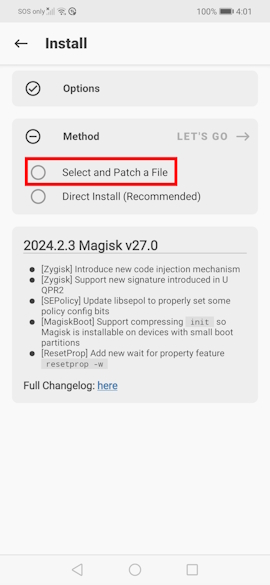 SOS only 100% 4:01
Install
Options
Method LET'S GO
Select and Patch a File
Direct Install (Recommended)
2024.2.3 Magisk v27.0
[Zygisk] Introduce new code injection mechanism
[Zygisk] Support new signature introduced in U
QPR2
[SEPolicy] Update libsepol to properly set some
policy config bits
[MagiskBoot] Support compressing init so
Magisk is installable on devices with small boot
partitions
[ResetProp] Add new wait for property feature
resetprop -w
Full Changelog: here